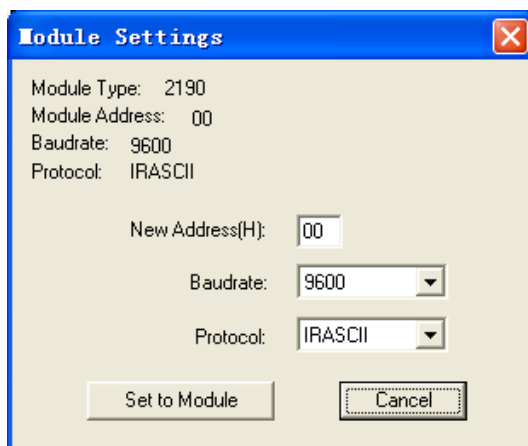 Module Settings
Module Type: 2190
Module Address: 00
Baudrate: 9600
Protocol: IRASCII
New Address(H): 00
Baudrate: 9600
Protocol: IRASCII
Set to Module Cancel